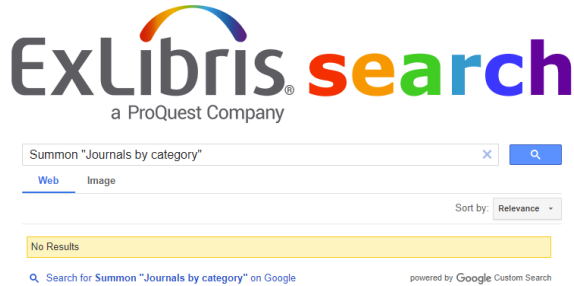 ExLibris® search
a ProQuest Company
Summon "Journals by category"
Web Image
Sort by: Relevance
No Results
Search for Summon "Journals by category" on Google powered by Google Custom Search